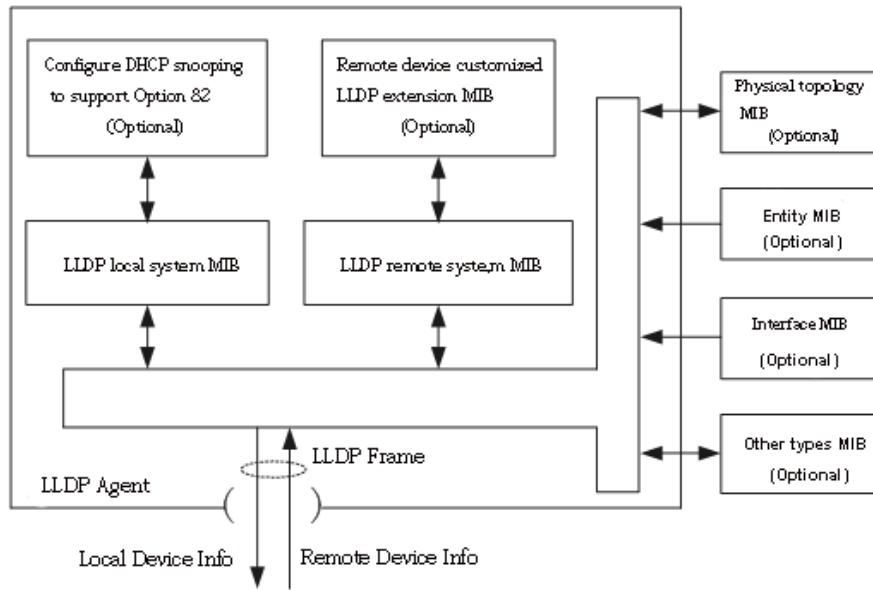 Configure DHCP snooping
to support Option 82
(Optional)
Remote device customized
LLDP extension MIB
(Optional)
Physical topology
MIB
(Optional)
LLDP local system MIB
LLDP remote system MIB
Entity MIB
(Optional)
Interface MIB
(Optional)
Other types MIB
(Optional)
LLDP Frame
LLDP Agent
Local Device Info
Remote Device Info